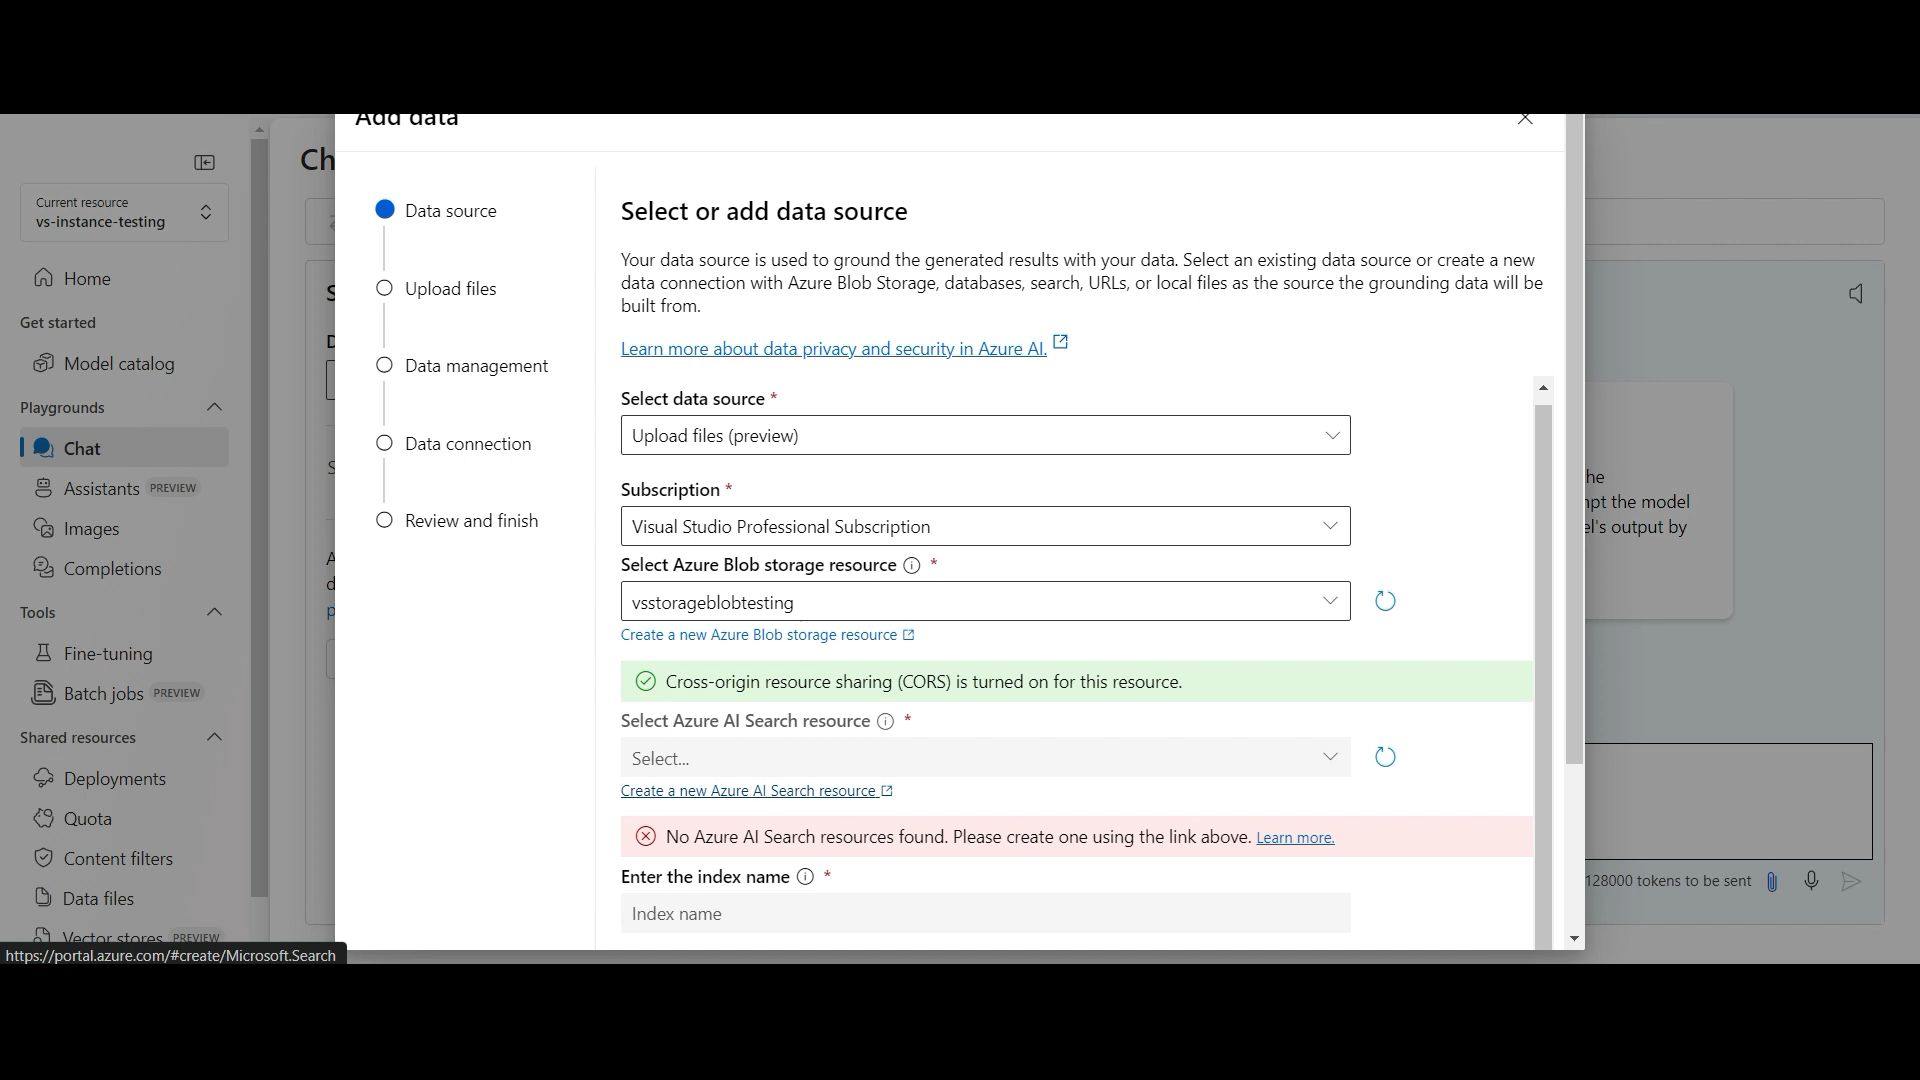 Add data
Ch
Current resource
vs-instance-testing
Home
Get started
Model catalog
Playgrounds
Chat
Assistants PREVIEW
Images
Completions
Tools
Fine-tuning
Batch jobs PREVIEW
Shared resources
Deployments
Quota
Content filters
Data files
Vector stores PREVIEW
https://portal.azure.com/#create/Microsoft.Search
Data source
Upload files
Data management
Data connection
Review and finish
Select or add data source
Your data source is used to ground the generated results with your data. Select an existing data source or create a new
data connection with Azure Blob Storage, databases, search, URLs, or local files as the source the grounding data will be
built from.
Learn more about data privacy and security in Azure AI.
Select data source *
Upload files (preview)
Subscription *
Visual Studio Professional Subscription
Select Azure Blob storage resource *
vsstorageblobtesting
Create a new Azure Blob storage resource
Cross-origin resource sharing (CORS) is turned on for this resource.
Select Azure AI Search resource *
Select...
Create a new Azure AI Search resource
No Azure AI Search resources found. Please create one using the link above. Learn more.
Enter the index name *
Index name
he
npt the model
el's output by
128000 tokens to be sent